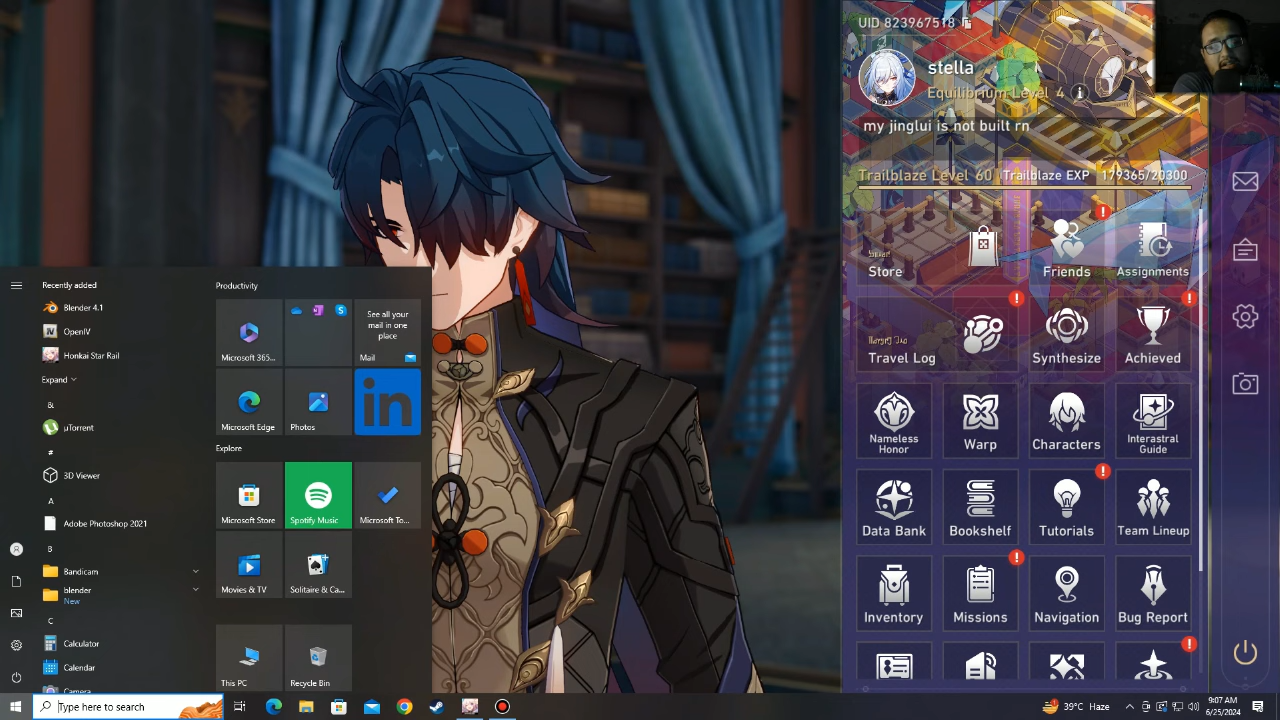 UID 823967518
stella
Equilibrium Level 4
my jinglui is not built rn
Trailblaze Level 60
Trailblaze EXP
179365/20300
Store
Friends
Assignments
Travel Log
Synthesize
Achieved
Nameless
Honor
Warp
Characters
Interastral
Guide
Data Bank
Bookshelf
Tutorials
Team Lineup
Inventory
Missions
Navigation
Bug Report
Recently added
Blender 4.1
OpenIV
Honkai Star Rail
Expand
&
µTorrent
#
3D Viewer
A
Adobe Photoshop 2021
B
Bandicam
blender
New
C
Calculator
Calendar
Camera
Productivity
Microsoft 365...
See all your
mail in one
place
Mail
Microsoft Edge
Photos
in
Explore
Microsoft Store
Spotify Music
Microsoft To...
Movies & TV
Solitaire & Ca...
This PC
Recycle Bin
Type here to search
39°C Haze
9:07 AM
6/25/2024